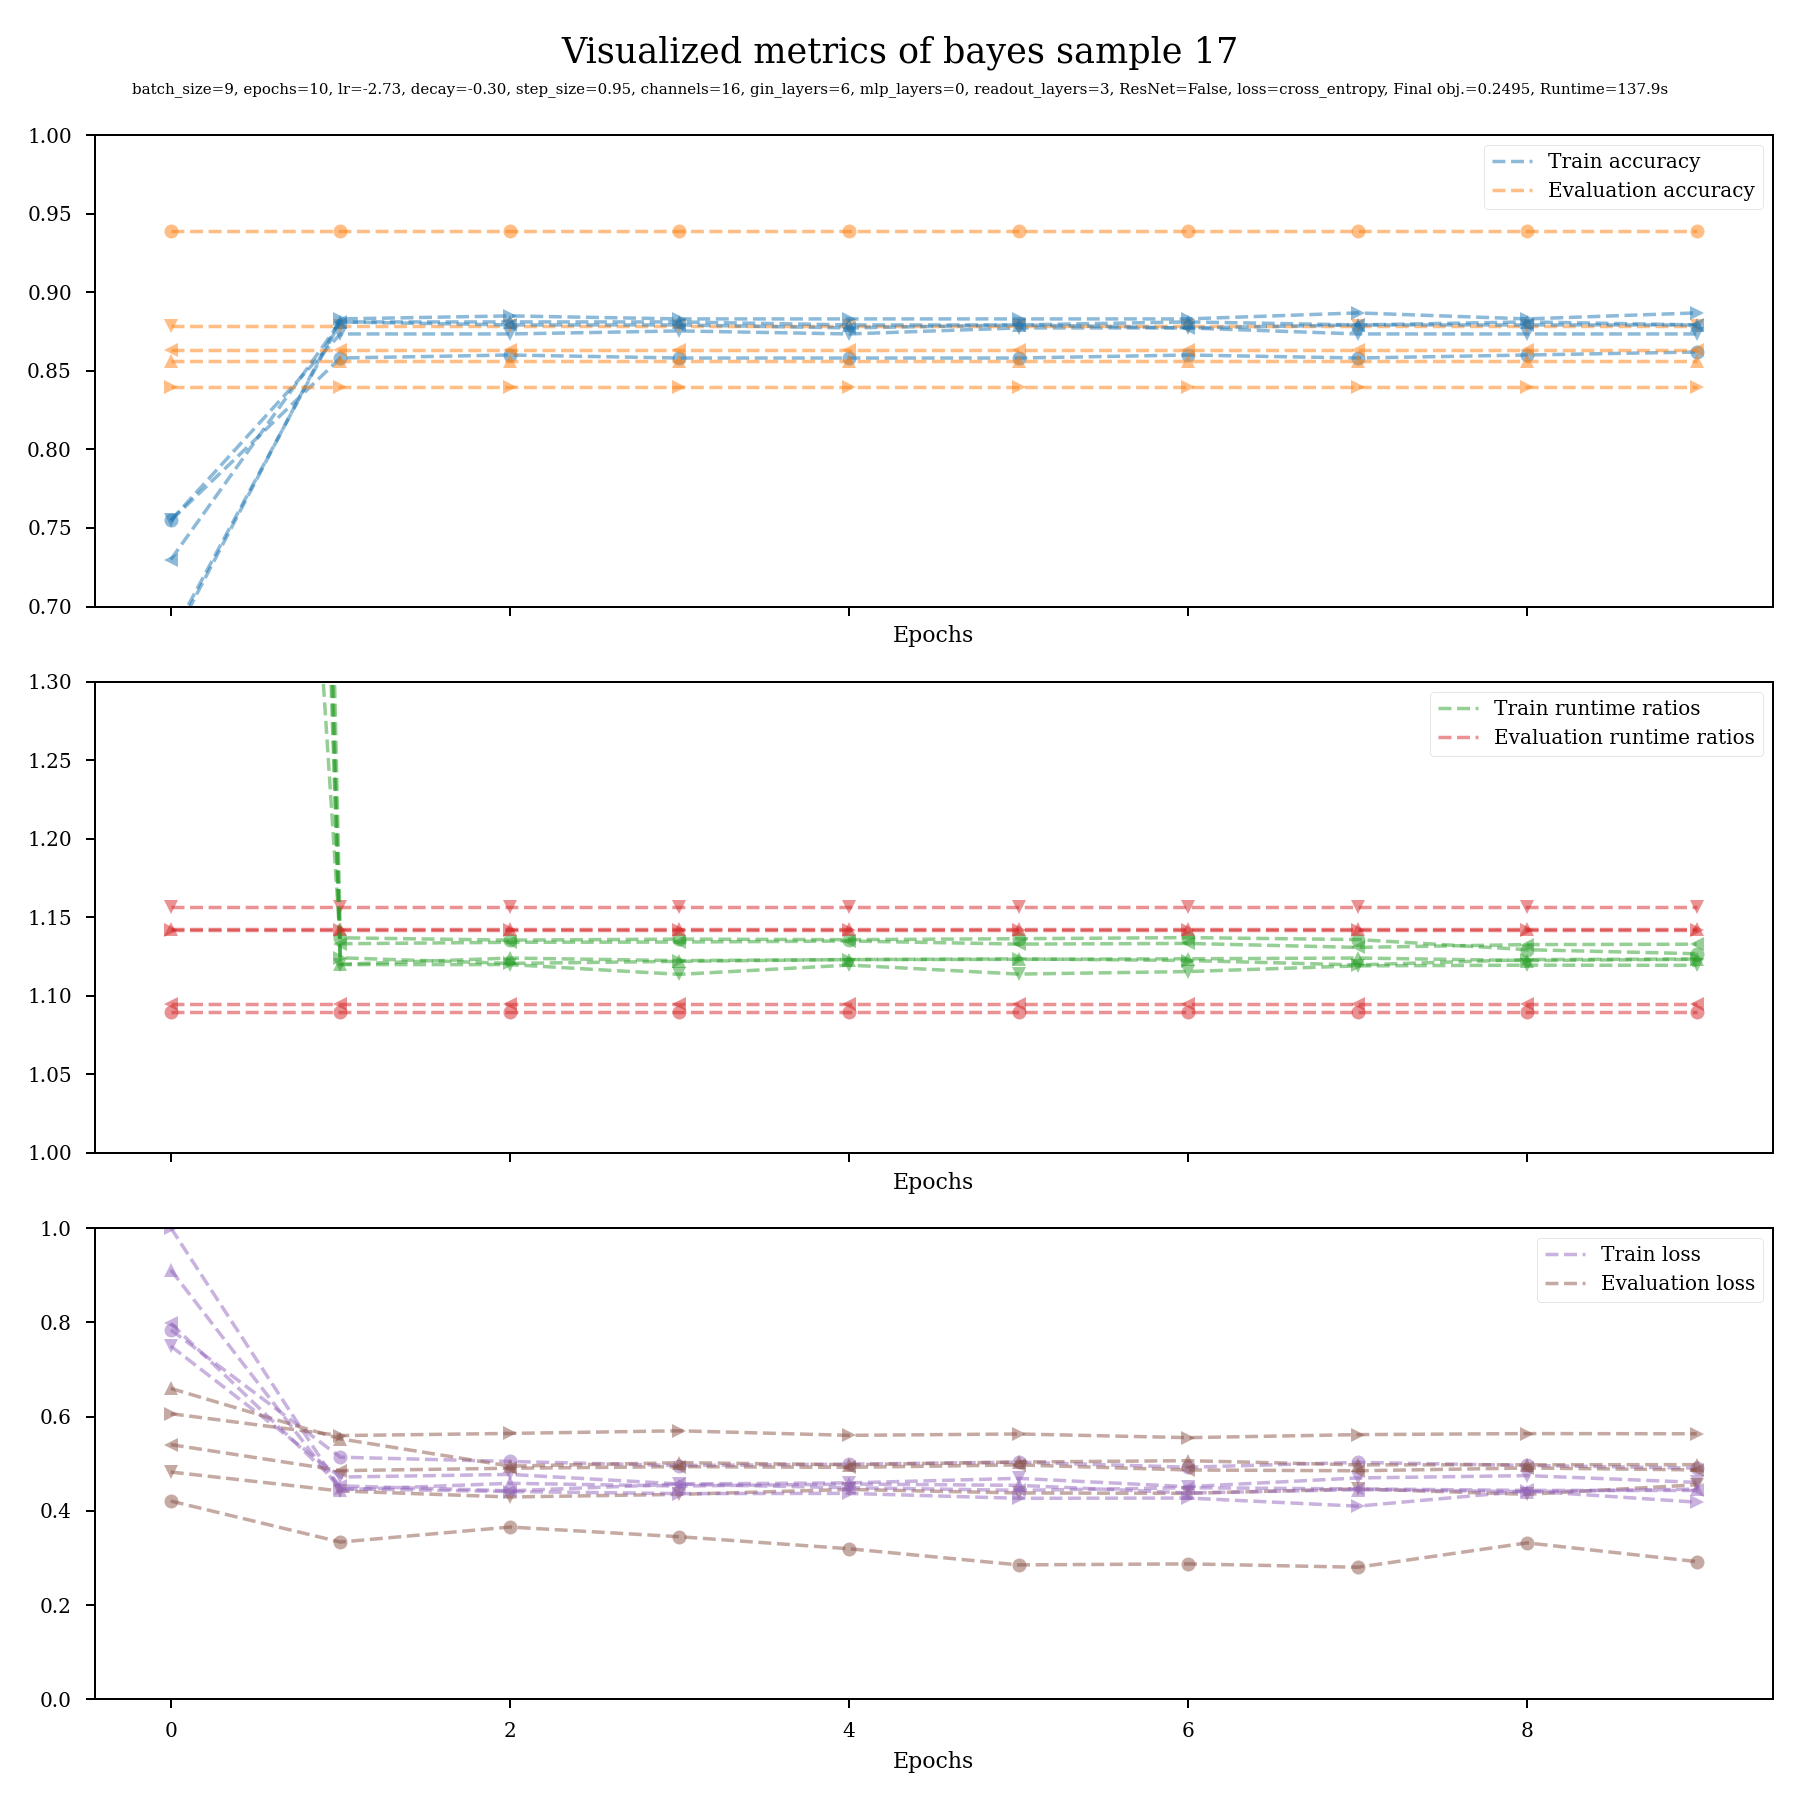 Visualized metrics of bayes sample 17
batch_size=9, epochs=10, lr=-2.73, decay=-0.30, step_size=0.95, channels=16, gin_layers=6, mlp_layers=0, readout_layers=3, ResNet=False, loss=cross_entropy, Final obj.=0.2495, Runtime=137.9s
1.00
0.95
0.90
0.85
0.80
0.75
0.70
Train accuracy
Evaluation accuracy
Epochs
1.30
1.25
1.20
1.15
1.10
1.05
1.00
Train runtime ratios
Evaluation runtime ratios
Epochs
1.0
0.8
0.6
0.4
0.2
0.0
Train loss
Evaluation loss
0 2 4 6 8
Epochs